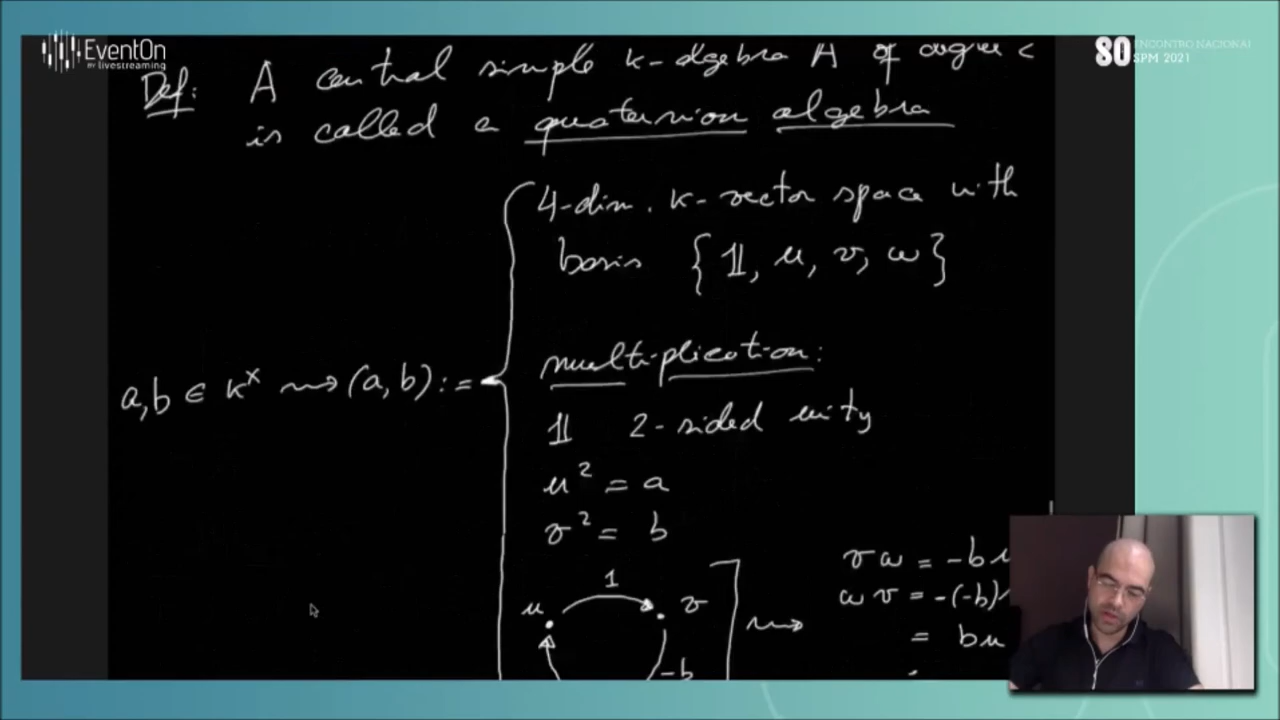 EventOn
BY livestreaming
80 ENCONTRO NACIONAL
SPM 2021
Def: A central simple k-algebra A of degree
is called a quaternion algebra
4-dim. k-vector space with
basis {𝟙, u, v, w}
multiplication:
a,b ∈ k^× ⇝ (a,b) :=
𝟙 2-sided unity
u² = a
v² = b
vw = -bu
wv = -(-b)
= bu
u 1 v
-b
⇝